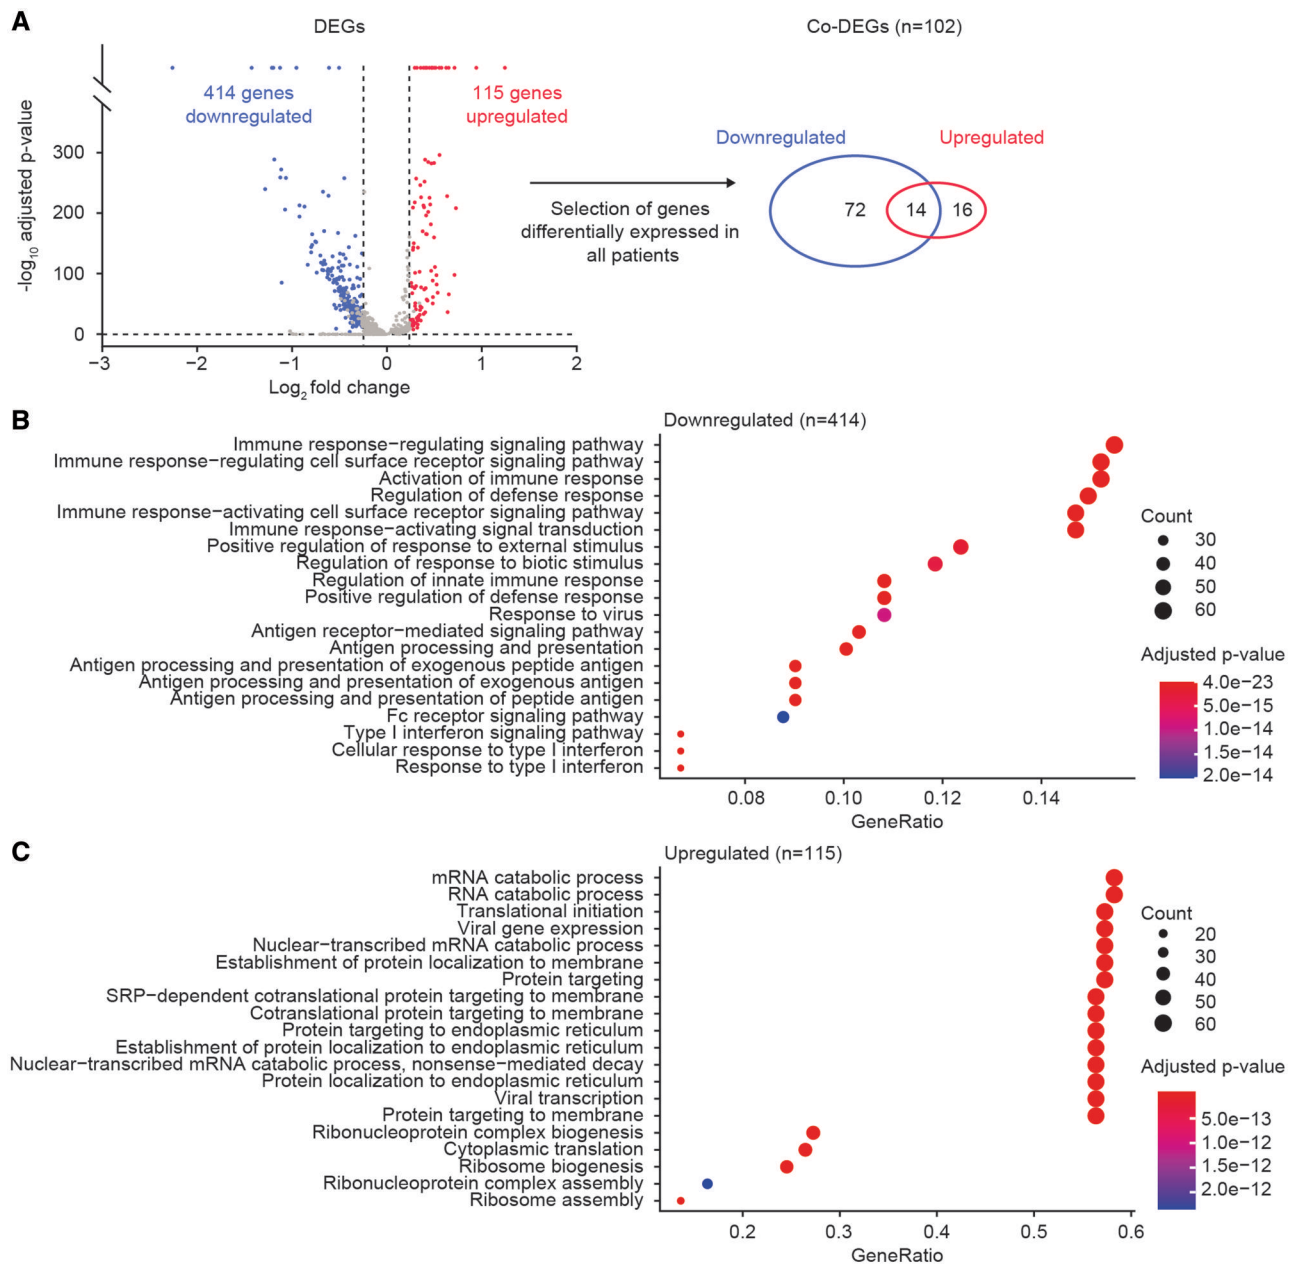 A
DEGs
Co-DEGs (n=102)
414 genes
downregulated
115 genes
upregulated
-log10 adjusted p-value
300
200
100
0
−3
−2
−1
0
1
2
Log2 fold change
Selection of genes
differentially expressed in
all patients
Downregulated
Upregulated
72
14
16
B
Downregulated (n=414)
Immune response−regulating signaling pathway
Immune response−regulating cell surface receptor signaling pathway
Activation of immune response
Regulation of defense response
Immune response−activating cell surface receptor signaling pathway
Immune response−activating signal transduction
Positive regulation of response to external stimulus
Regulation of response to biotic stimulus
Regulation of innate immune response
Positive regulation of defense response
Response to virus
Antigen receptor−mediated signaling pathway
Antigen processing and presentation
Antigen processing and presentation of exogenous peptide antigen
Antigen processing and presentation of exogenous antigen
Antigen processing and presentation of peptide antigen
Fc receptor signaling pathway
Type I interferon signaling pathway
Cellular response to type I interferon
Response to type I interferon
0.08
0.10
0.12
0.14
GeneRatio
Count
30
40
50
60
Adjusted p-value
4.0e−23
5.0e−15
1.0e−14
1.5e−14
2.0e−14
C
Upregulated (n=115)
mRNA catabolic process
RNA catabolic process
Translational initiation
Viral gene expression
Nuclear−transcribed mRNA catabolic process
Establishment of protein localization to membrane
Protein targeting
SRP−dependent cotranslational protein targeting to membrane
Cotranslational protein targeting to membrane
Protein targeting to endoplasmic reticulum
Establishment of protein localization to endoplasmic reticulum
Nuclear−transcribed mRNA catabolic process, nonsense−mediated decay
Protein localization to endoplasmic reticulum
Viral transcription
Protein targeting to membrane
Ribonucleoprotein complex biogenesis
Cytoplasmic translation
Ribosome biogenesis
Ribonucleoprotein complex assembly
Ribosome assembly
0.2
0.3
0.4
0.5
0.6
GeneRatio
Count
20
30
40
50
60
Adjusted p-value
5.0e−13
1.0e−12
1.5e−12
2.0e−12